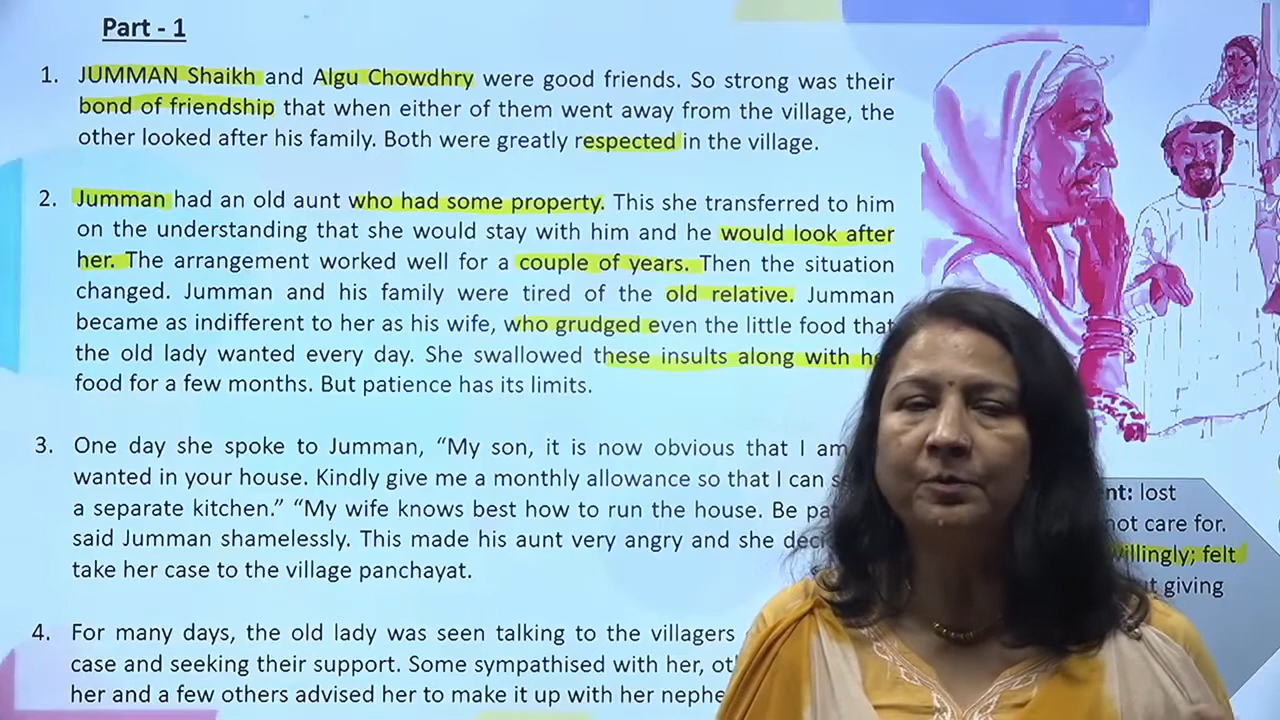 Part - 1
1. JUMMAN Shaikh and Algu Chowdhry were good friends. So strong was their
bond of friendship that when either of them went away from the village, the
other looked after his family. Both were greatly respected in the village.
2. Jumman had an old aunt who had some property. This she transferred to him
on the understanding that she would stay with him and he would look after
her. The arrangement worked well for a couple of years. Then the situation
changed. Jumman and his family were tired of the old relative. Jumman
became as indifferent to her as his wife, who grudged even the little food that
the old lady wanted every day. She swallowed these insults along with
food for a few months. But patience has its limits.
3. One day she spoke to Jumman, “My son, it is now obvious that I am
wanted in your house. Kindly give me a monthly allowance so that I can
a separate kitchen.” “My wife knows best how to run the house. Be
said Jumman shamelessly. This made his aunt very angry and she
take her case to the village panchayat.
4. For many days, the old lady was seen talking to the villagers
case and seeking their support. Some sympathised with her,
her and a few others advised her to make it up with her
lost
not care for.
felt
giving